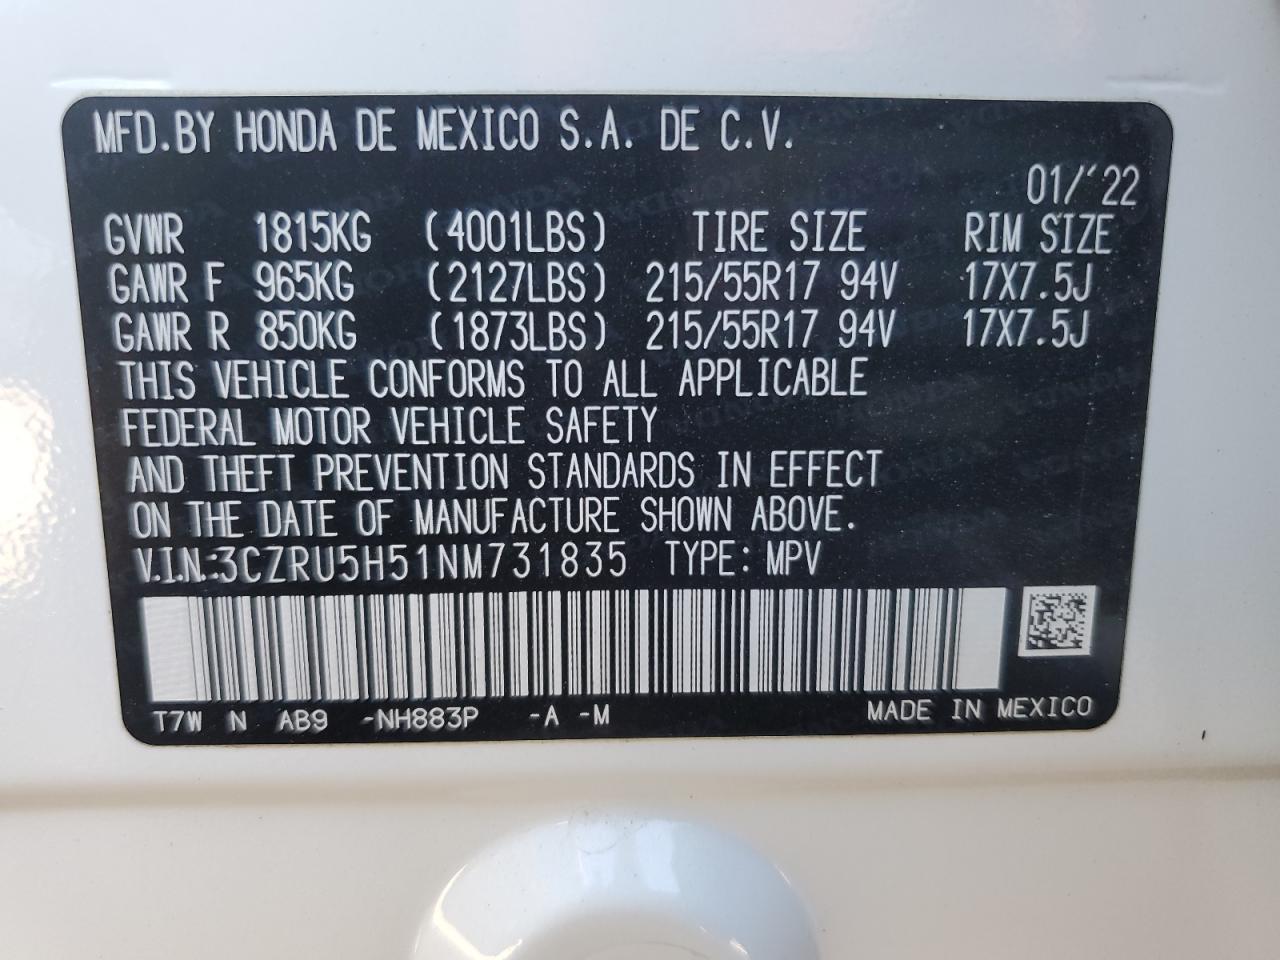 MFD.BY HONDA DE MEXICO S.A. DE C.V.
01/'22
GVWR 1815KG (4001LBS) TIRE SIZE RIM SIZE
GAWR F 965KG (2127LBS) 215/55R17 94V 17X7.5J
GAWR R 850KG (1873LBS) 215/55R17 94V 17X7.5J
THIS VEHICLE CONFORMS TO ALL APPLICABLE
FEDERAL MOTOR VEHICLE SAFETY
AND THEFT PREVENTION STANDARDS IN EFFECT
ON THE DATE OF MANUFACTURE SHOWN ABOVE.
V.I.N.:3CZRU5H51NM731835 TYPE: MPV
T7W N AB9 -NH883P -A -M MADE IN MEXICO